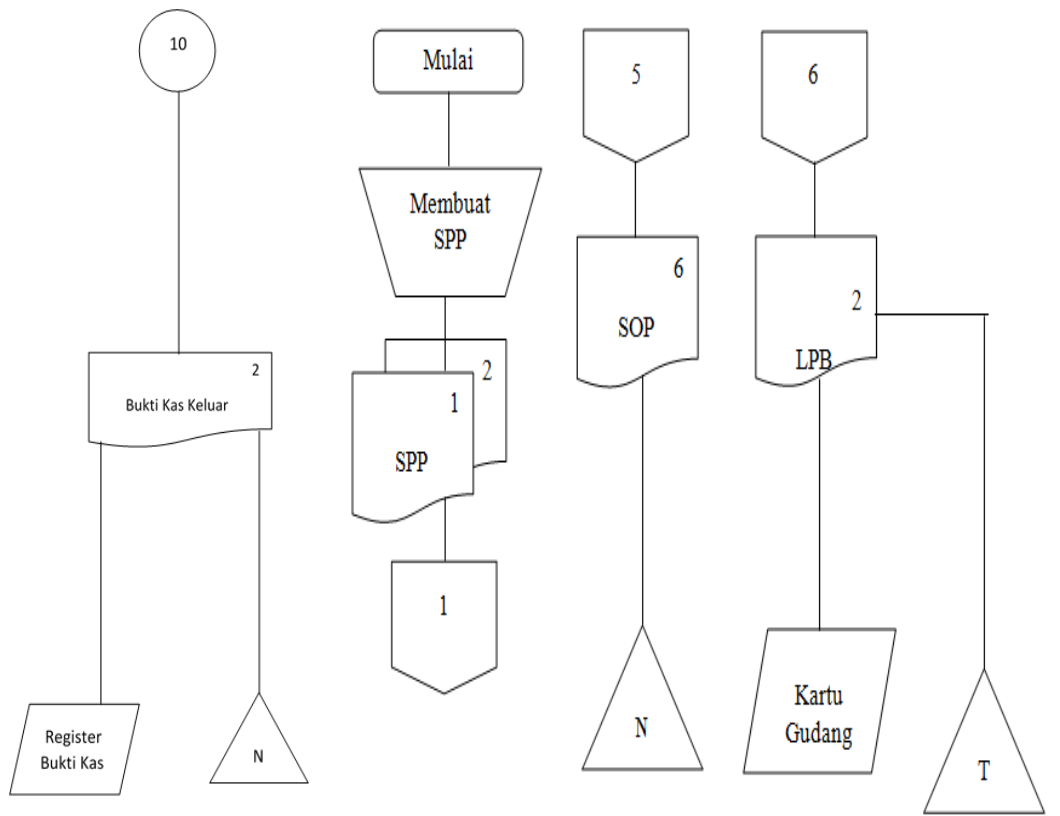 10
2
Bukti Kas Keluar
Register
Bukti Kas
N
Mulai
Membuat
SPP
2
1
SPP
1
5
6
SOP
N
6
2
LPB
Kartu
Gudang
T